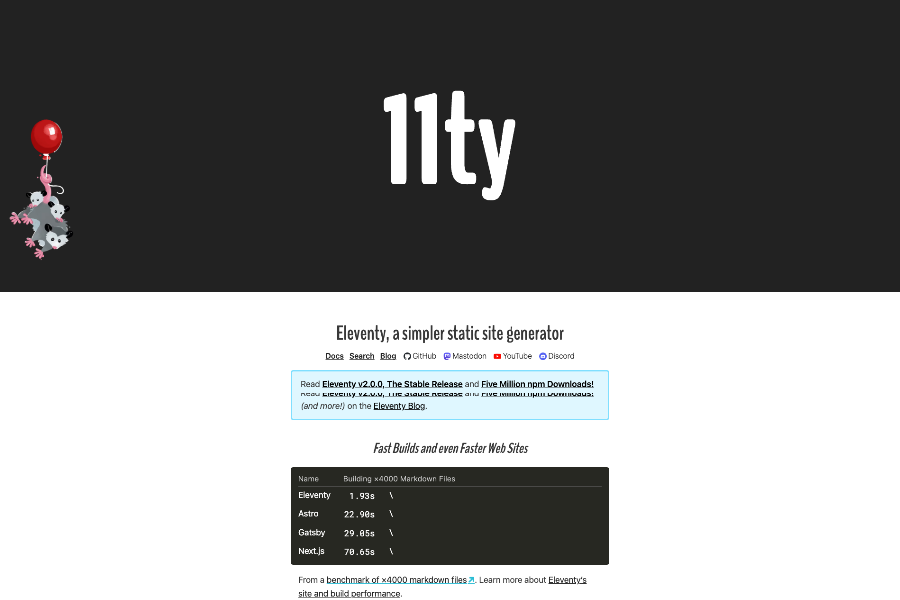 11ty
Eleventy, a simpler static site generator
Docs Search Blog GitHub Mastodon YouTube Discord
Read Eleventy v2.0.0, The Stable Release and Five Million npm Downloads!
Read Eleventy v2.0.0, The Stable Release and Five Million npm Downloads!
(and more!) on the Eleventy Blog.
Fast Builds and even Faster Web Sites
Name Building ×4000 Markdown Files
Eleventy 1.93s \
Astro 22.90s \
Gatsby 29.05s \
Next.js 70.65s \
From a benchmark of ×4000 markdown files. Learn more about Eleventy's
site and build performance.